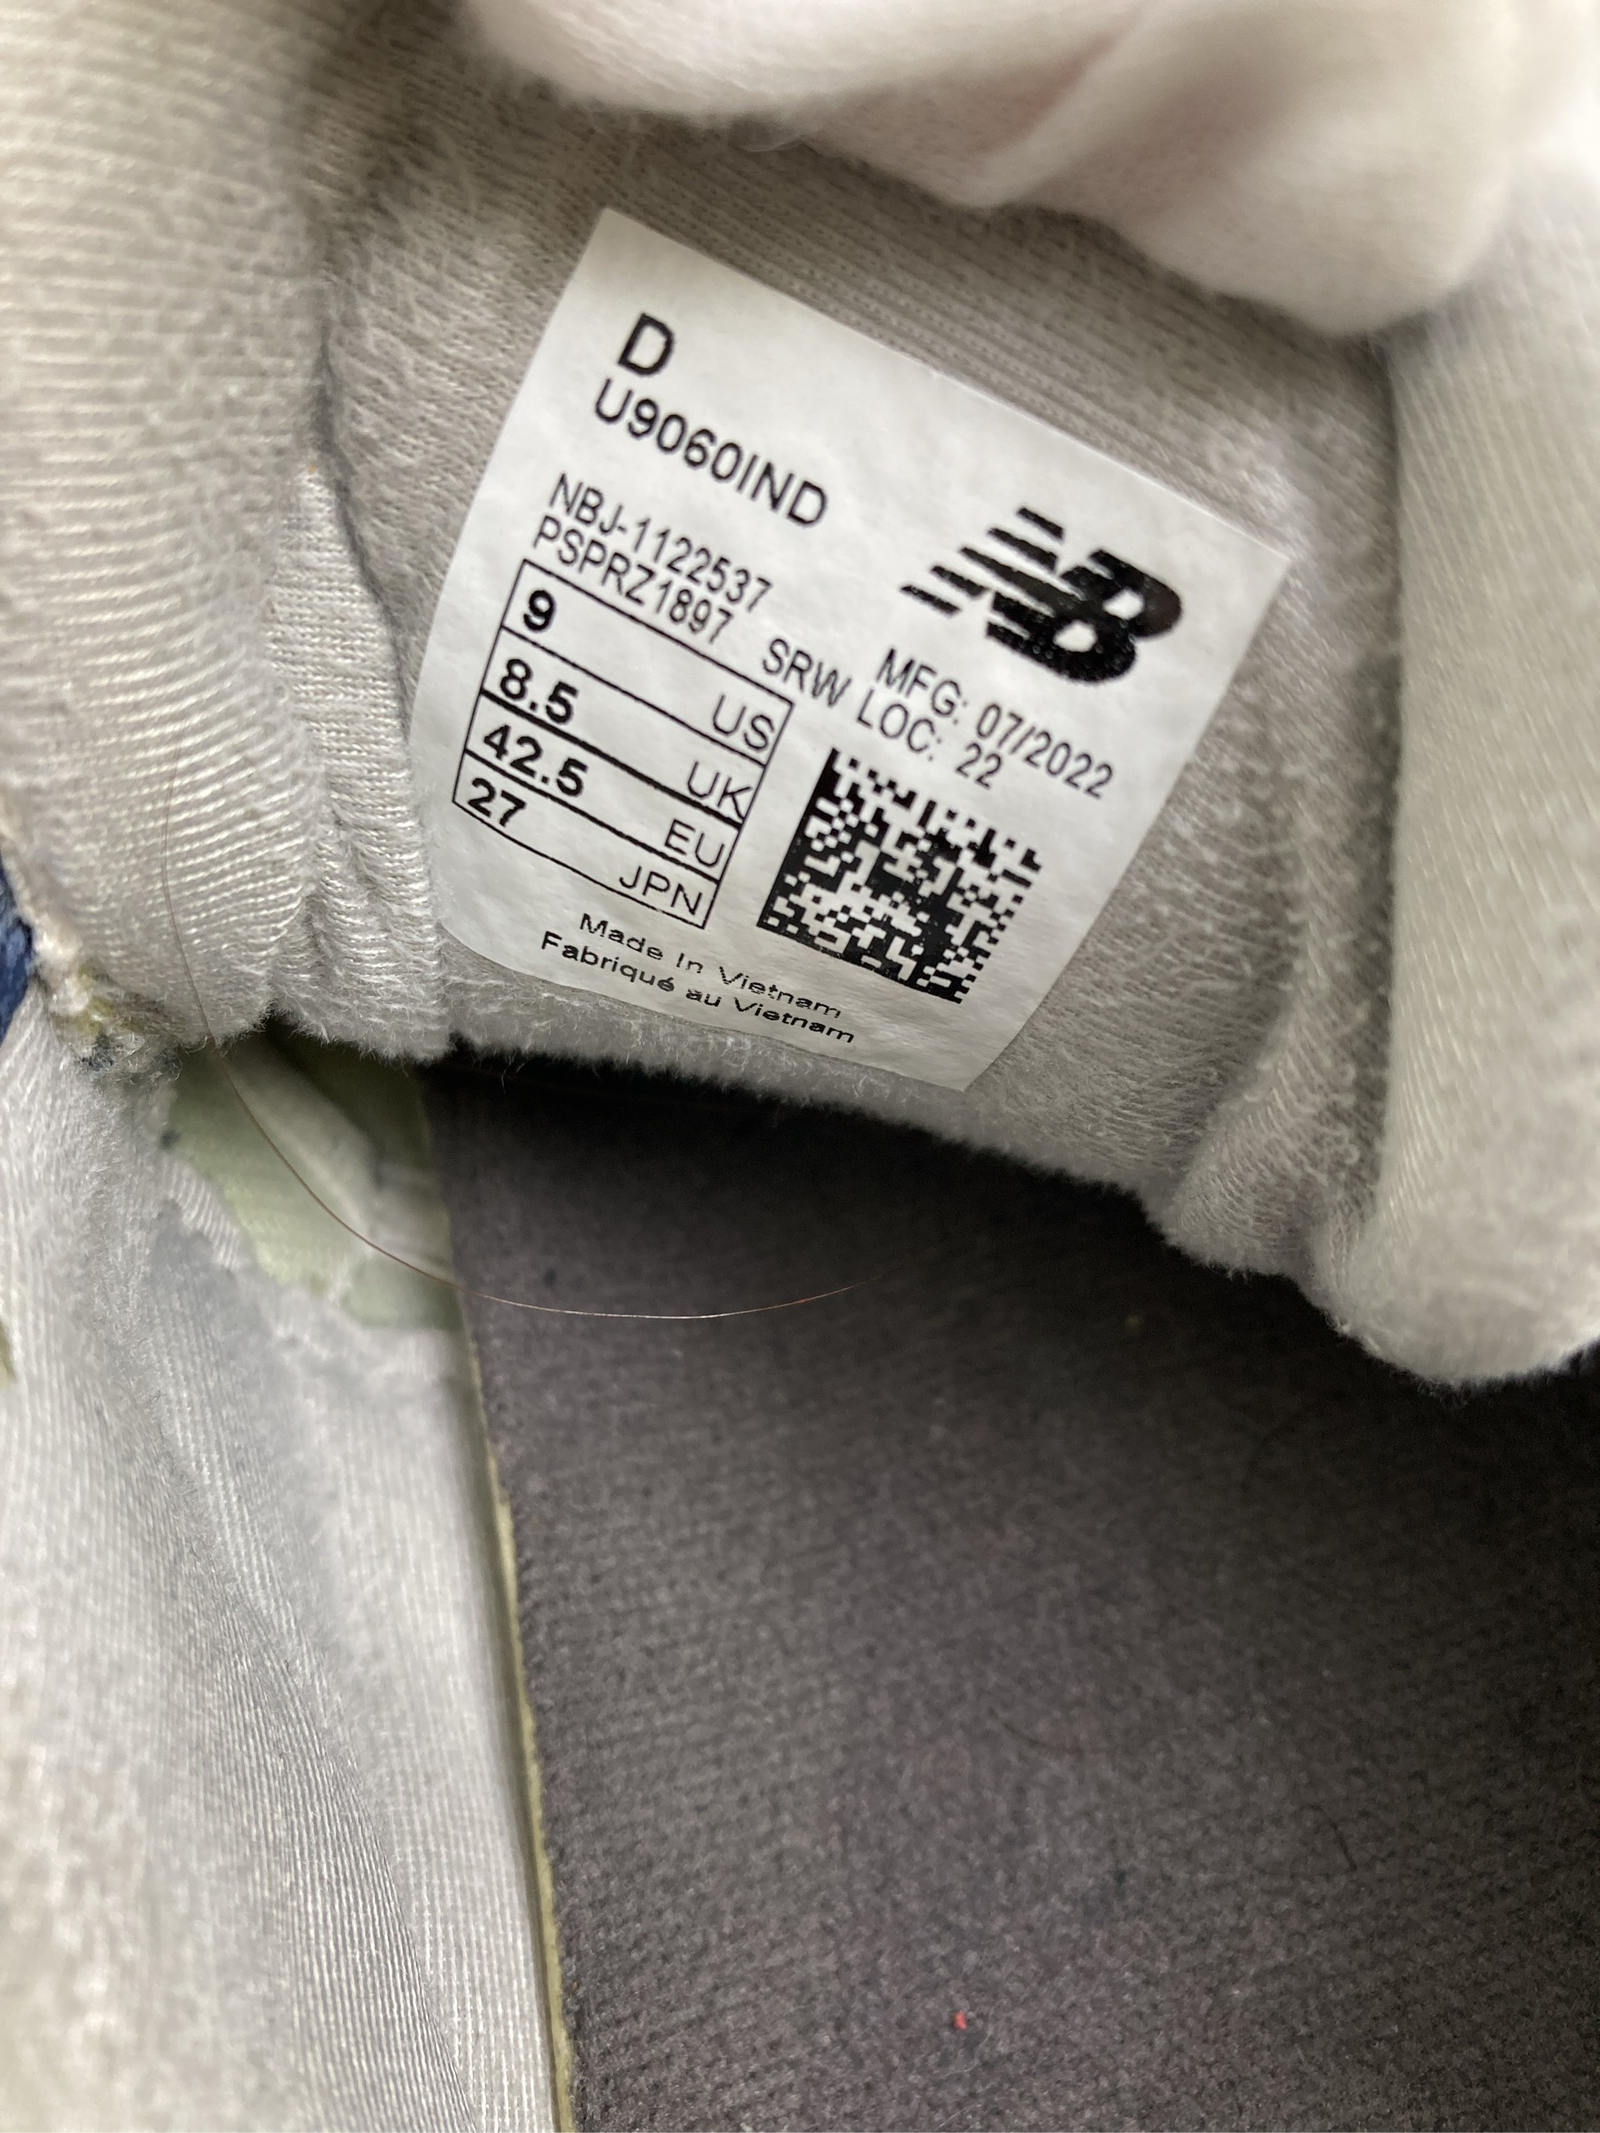 D
U9060IND
NB
NBJ-1122537
PSPRZ1897
MFG: 07/2022
SRW LOC: 22
9 US
8.5 UK
42.5 EU
27 JPN
Made In Vietnam
Fabriqué au Vietnam